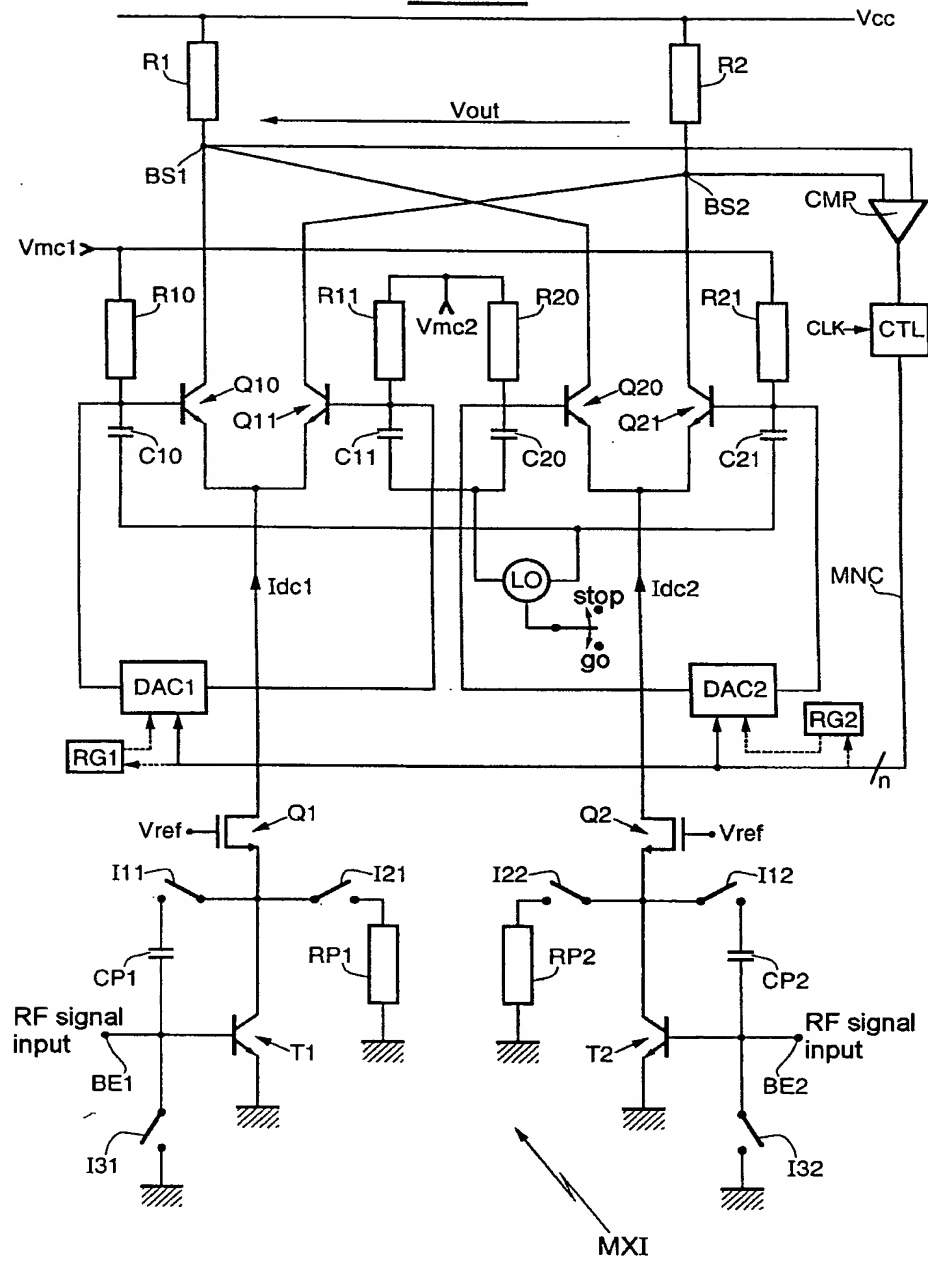 Vcc
R1
R2
Vout
BS1
BS2
CMP
Vmc1
R10
R11
Vmc2
R20
R21
CLK
CTL
Q10
Q11
Q20
Q21
C10
C11
C20
C21
LO
Idc1
Idc2
stop
go
MNC
DAC1
DAC2
RG1
RG2
n
Vref
Q1
Q2
Vref
I11
I21
I22
I12
CP1
RP1
RP2
CP2
RF signal
input
RF signal
input
BE1
T1
T2
BE2
I31
I32
MXI